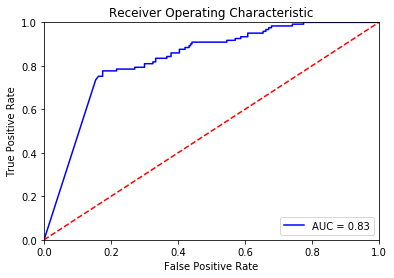 Receiver Operating Characteristic
True Positive Rate
1.0
0.8
0.6
0.4
0.2
0.0
AUC = 0.83
0.0 0.2 0.4 0.6 0.8 1.0
False Positive Rate